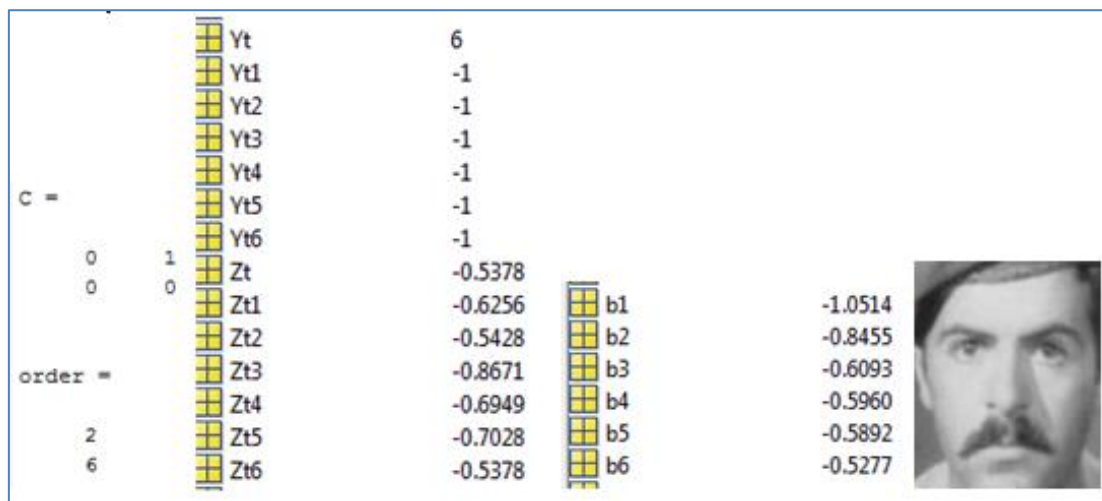 Yt 6
Yt1 -1
Yt2 -1
Yt3 -1
Yt4 -1
C = Yt5 -1
Yt6 -1
0 1 Zt -0.5378
0 0 Zt1 -0.6256 b1 -1.0514
Zt2 -0.5428 b2 -0.8455
order = Zt3 -0.8671 b3 -0.6093
Zt4 -0.6949 b4 -0.5960
2 Zt5 -0.7028 b5 -0.5892
6 Zt6 -0.5378 b6 -0.5277